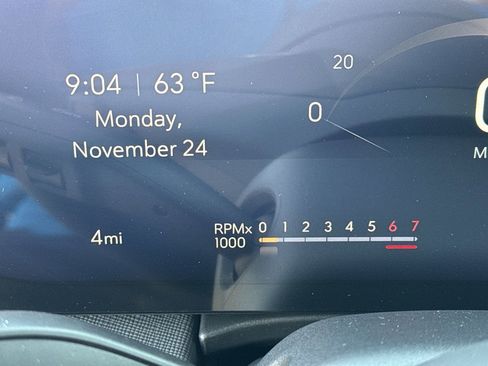 9:04 | 63 °F
Monday,
November 24
20
0
4mi
RPMx 0 1 2 3 4 5 6 7
1000